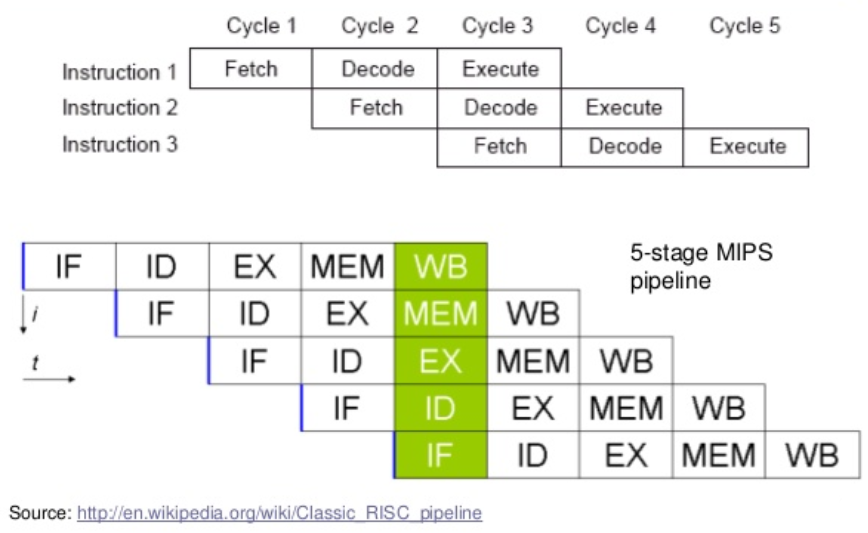 Cycle 1 Cycle 2 Cycle 3 Cycle 4 Cycle 5
Instruction 1 Fetch Decode Execute
Instruction 2 Fetch Decode Execute
Instruction 3 Fetch Decode Execute
IF ID EX MEM WB
5-stage MIPS
pipeline
i IF ID EX MEM WB
t IF ID EX MEM WB
IF ID EX MEM WB
IF ID EX MEM WB
Source: http://en.wikipedia.org/wiki/Classic_RISC_pipeline